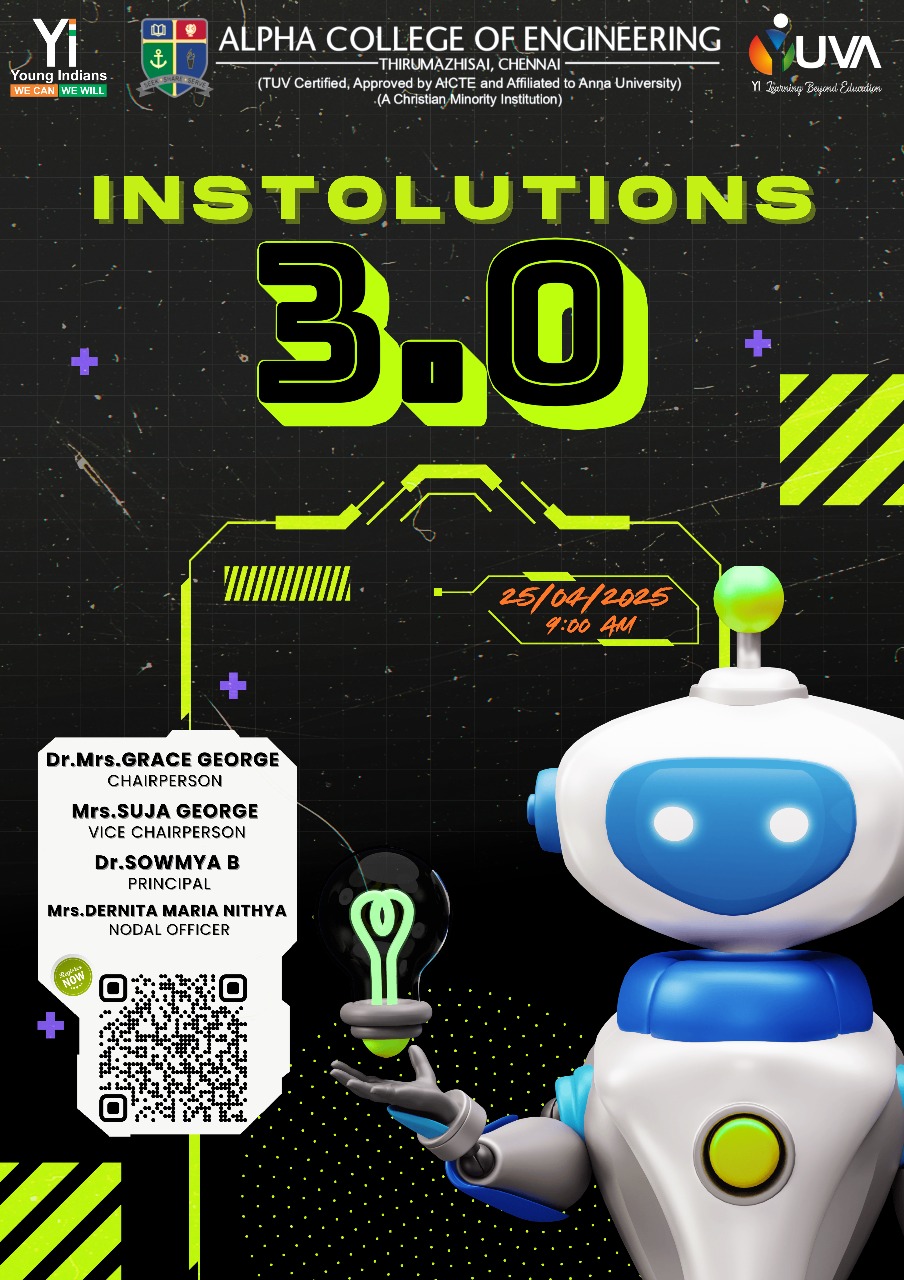 Yi
Young Indians
WE CAN WE WILL
ALPHA COLLEGE OF ENGINEERING
THIRUMAZHISAI, CHENNAI
(TUV Certified, Approved by AICTE and Affiliated to Anna University)
(A Christian Minority Institution)
SEEK SHARE SERVE
YUVA
Yi Learning Beyond Education
INSTOLUTIONS
3.0
25/04/2025
9:00 AM
Dr.Mrs.GRACE GEORGE
CHAIRPERSON
Mrs.SUJA GEORGE
VICE CHAIRPERSON
Dr.SOWMYA B
PRINCIPAL
Mrs.DERNITA MARIA NITHYA
NODAL OFFICER
Register
NOW